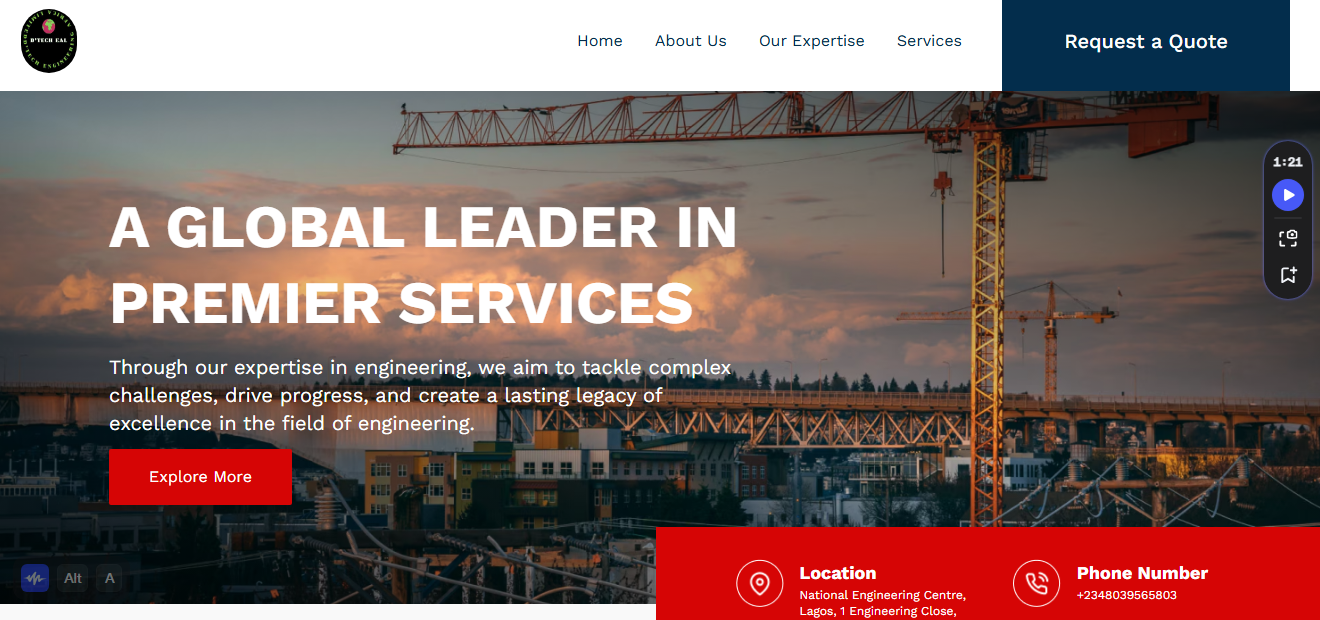 B'TECH EAL
Home
About Us
Our Expertise
Services
Request a Quote
1:21
A GLOBAL LEADER IN
PREMIER SERVICES
Through our expertise in engineering, we aim to tackle complex
challenges, drive progress, and create a lasting legacy of
excellence in the field of engineering.
Explore More
Alt
A
Location
National Engineering Centre,
Lagos, 1 Engineering Close,
Phone Number
+2348039565803